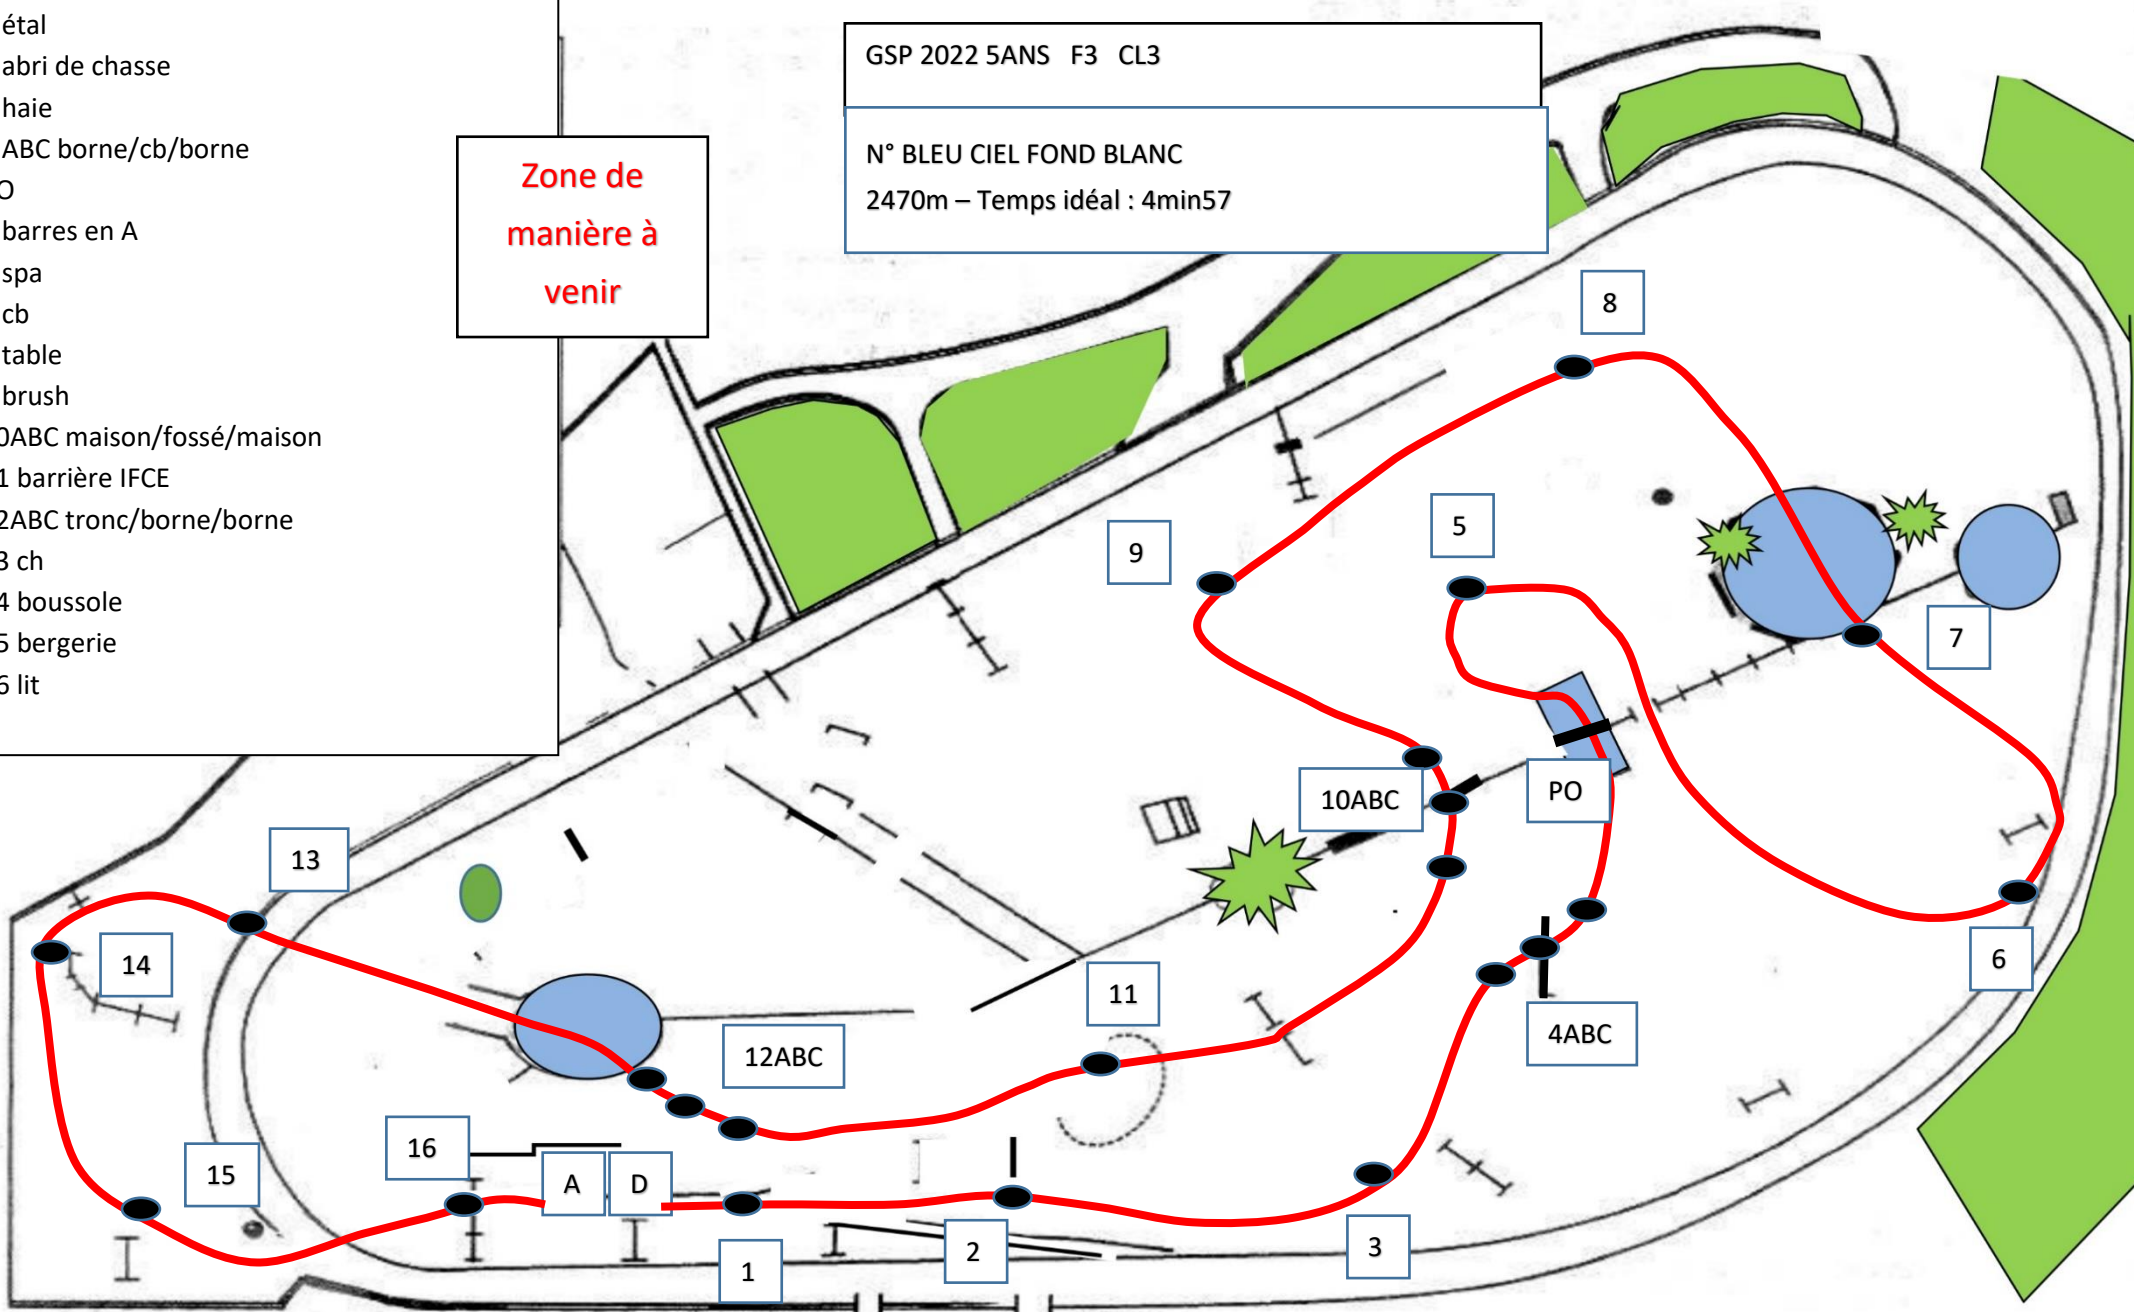 étal
abri de chasse
haie
ABC borne/cb/borne
O
barres en A
spa
cb
table
brush
0ABC maison/fossé/maison
1 barrière IFCE
2ABC tronc/borne/borne
3 ch
4 boussole
5 bergerie
6 lit
Zone de
manière à
venir
GSP 2022 5ANS F3 CL3
N° BLEU CIEL FOND BLANC
2470m – Temps idéal : 4min57
8
5
9
7
10ABC
PO
13
14
11
6
4ABC
12ABC
16
15
A
D
1
2
3